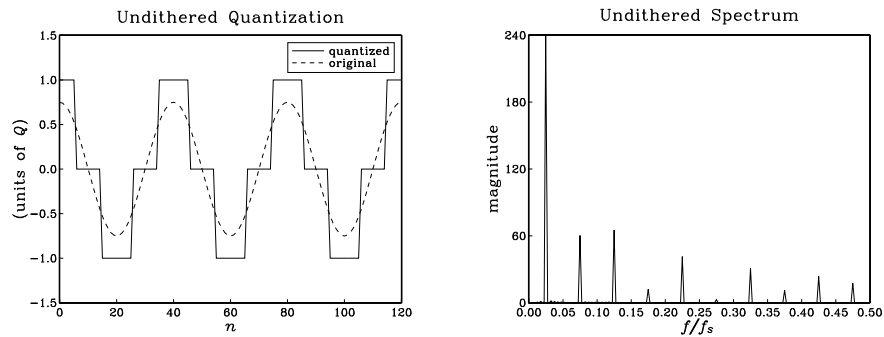 Undithered Quantization
1.5
1.0
0.5
0.0
−0.5
−1.0
−1.5
(units of Q)
quantized
original
0 20 40 60 80 100 120
n
Undithered Spectrum
240
180
120
60
0
magnitude
0.00 0.05 0.10 0.15 0.20 0.25 0.30 0.35 0.40 0.45 0.50
f/fs